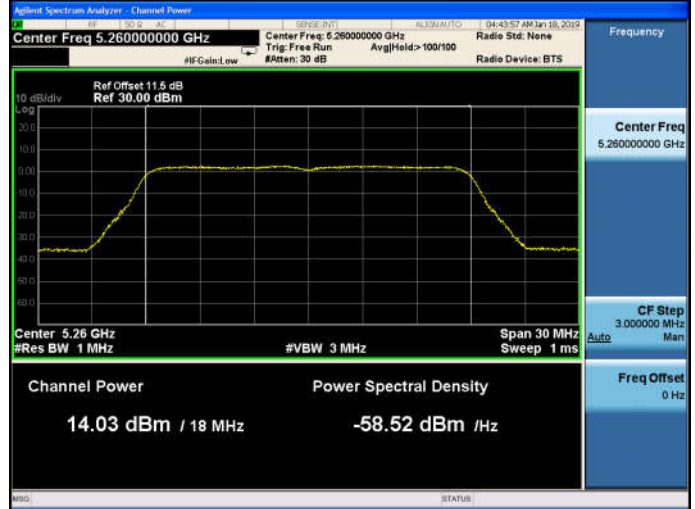 Agilent Spectrum Analyzer - Channel Power
RF 50 Ω AC SENSE:INT ALIGN AUTO 04:43:57 AM Jan 18, 2019
Center Freq 5.260000000 GHz
Center Freq: 5.260000000 GHz Radio Std: None
Trig: Free Run Avg|Hold:> 100/100
#IFGain:Low #Atten: 30 dB Radio Device: BTS
Frequency
Ref Offset 11.5 dB
10 dB/div Ref 30.00 dBm
Log
20.0
10.0
0.00
-10.0
-20.0
-30.0
-40.0
-50.0
-60.0
Center 5.26 GHz Span 30 MHz
#Res BW 1 MHz #VBW 3 MHz Sweep 1 ms
Channel Power Power Spectral Density
14.03 dBm / 18 MHz -58.52 dBm /Hz
Center Freq
5.260000000 GHz
CF Step
3.000000 MHz
Auto Man
Freq Offset
0 Hz
MSG STATUS